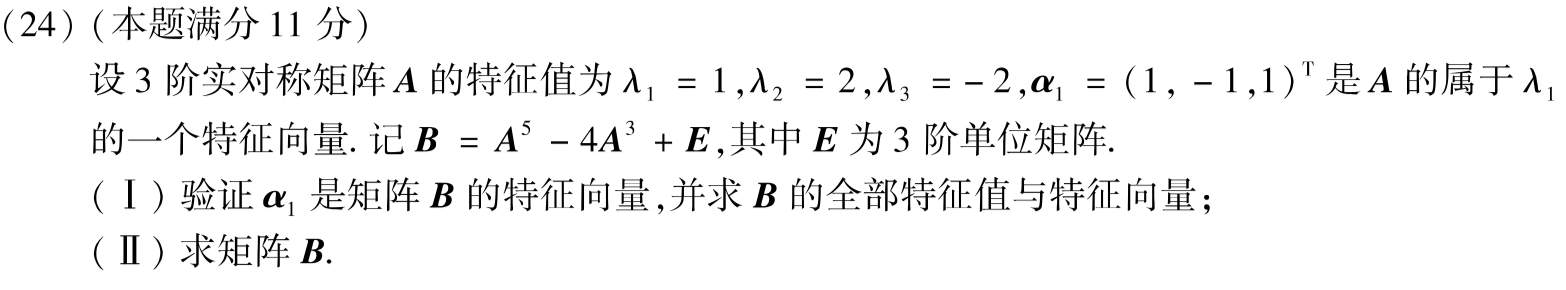 (24)(本题满分 11 分)
设 3 阶实对称矩阵 A 的特征值为 λ₁ = 1,λ₂ = 2,λ₃ = −2,α₁ = (1, −1,1)ᵀ 是 A 的属于 λ₁
的一个特征向量. 记 B = A⁵ − 4A³ + E,其中 E 为 3 阶单位矩阵.
(Ⅰ)验证 α₁ 是矩阵 B 的特征向量,并求 B 的全部特征值与特征向量;
(Ⅱ)求矩阵 B.